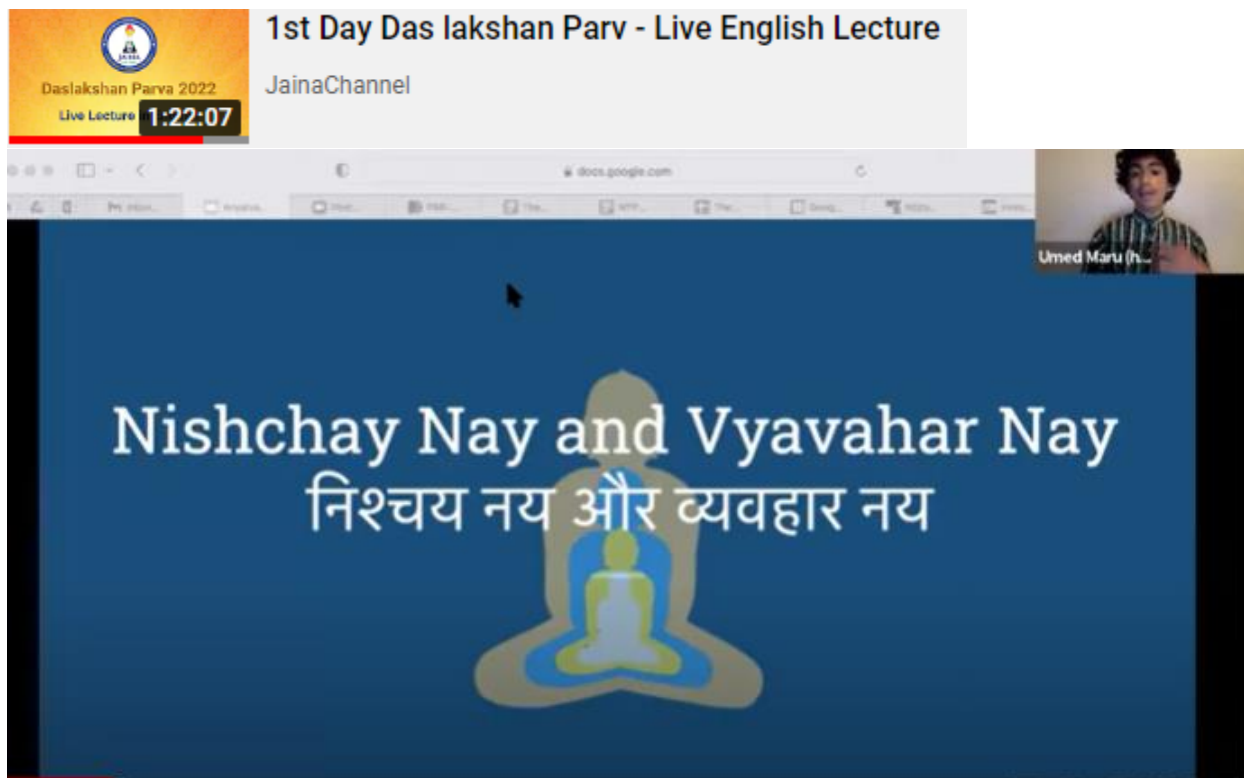 1st Day Das lakshan Parv - Live English Lecture
JainaChannel
JAINA
Daslakshan Parva 2022
Live Lecture
1:22:07
docs.google.com
Umed Maru (h...
Nishchay Nay and Vyavahar Nay
निश्चय नय और व्यवहार नय